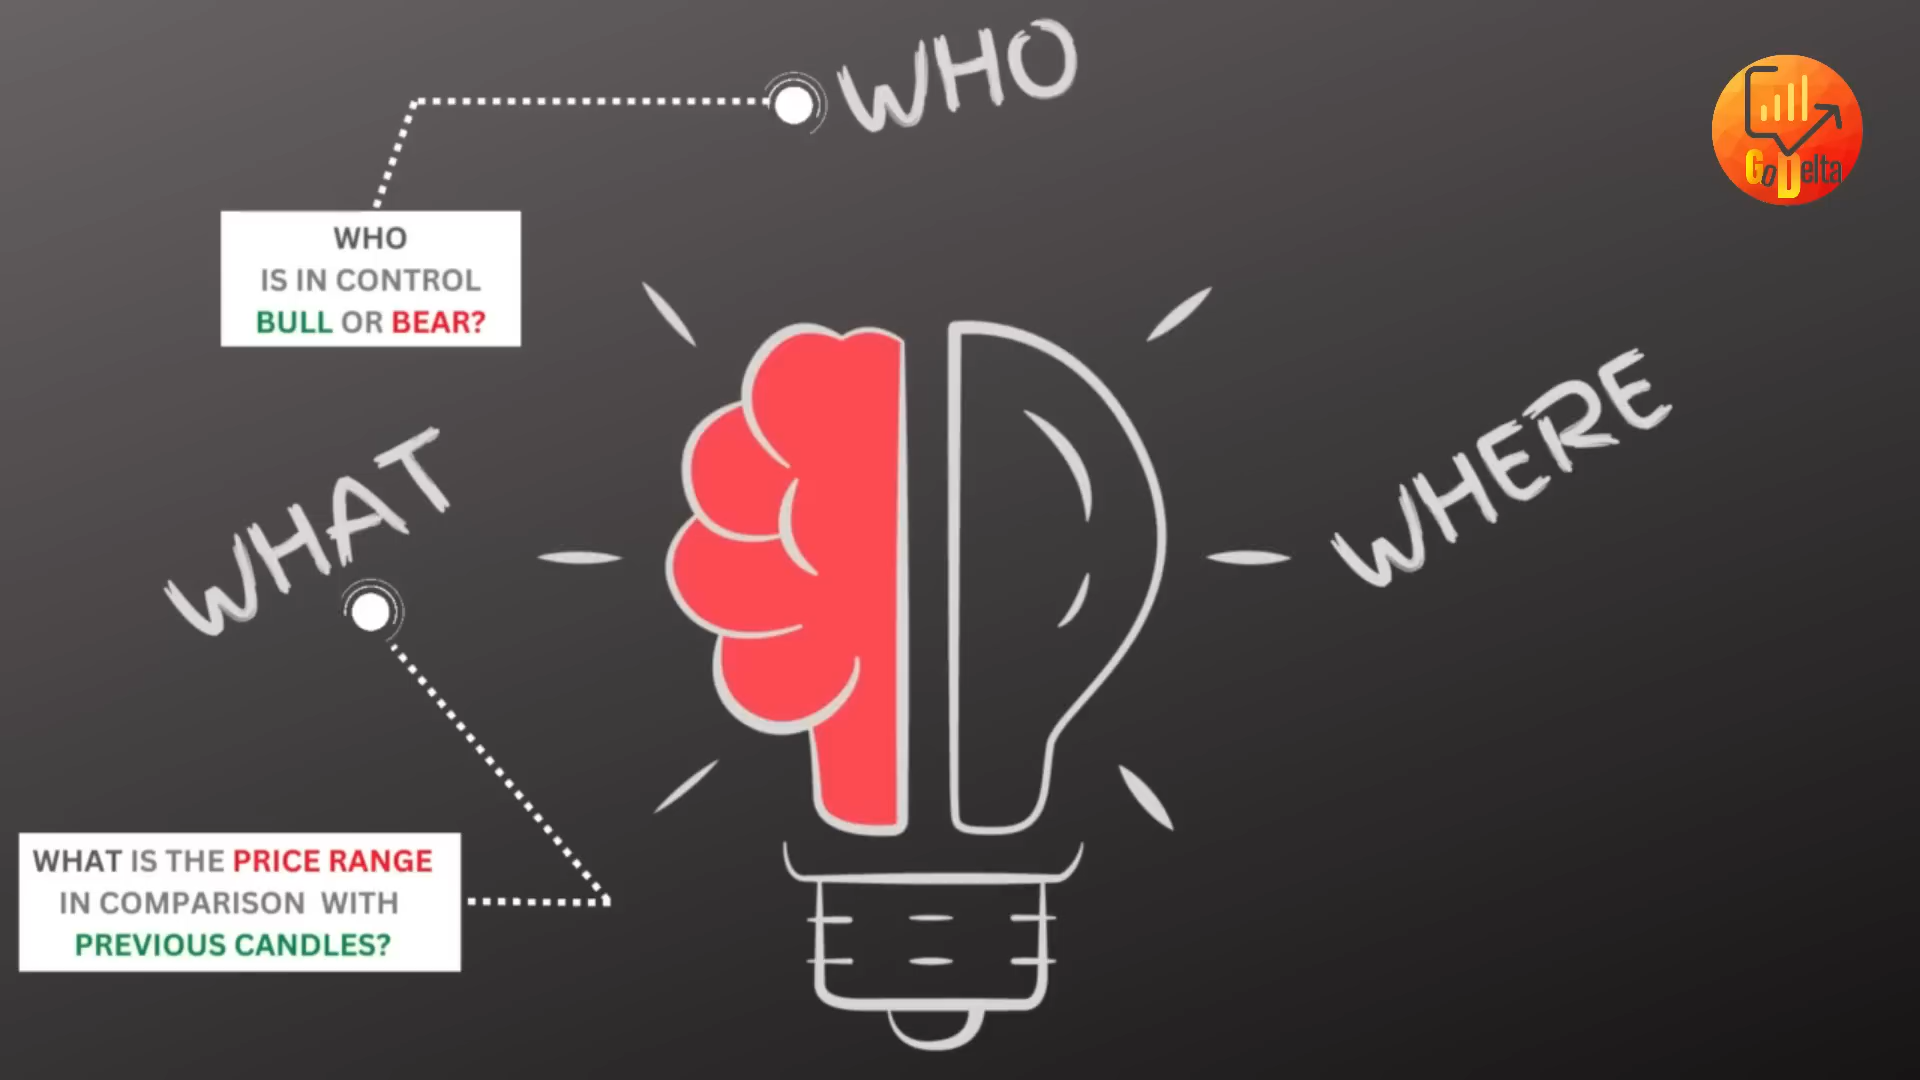 WHO
GoDelta
WHO
IS IN CONTROL
BULL OR BEAR?
WHAT
WHERE
WHAT IS THE PRICE RANGE
IN COMPARISON WITH
PREVIOUS CANDLES?